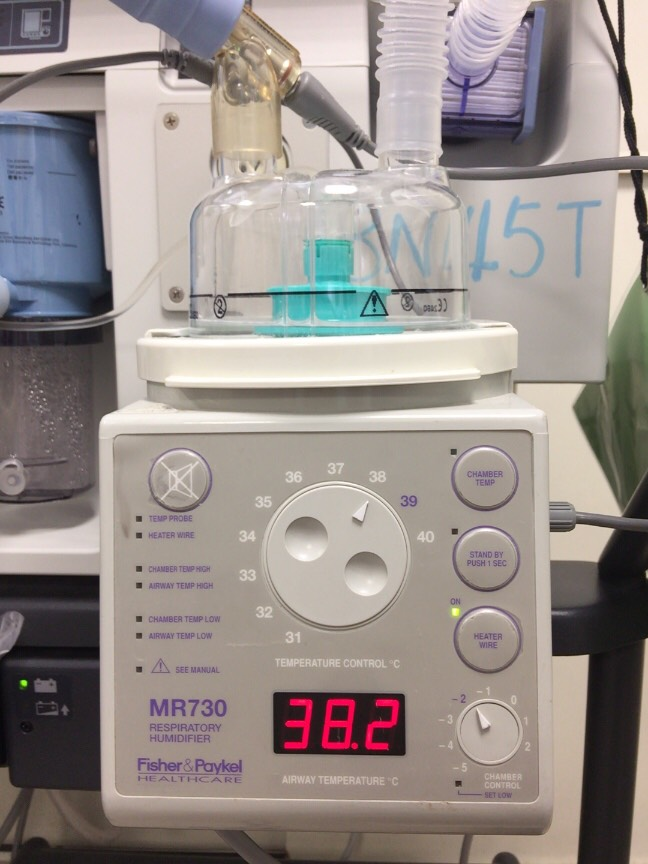 BN 15T
CE 2460
36 37 38
35 39
34 40
33
32
31
TEMPERATURE CONTROL °C
TEMP PROBE
HEATER WIRE
CHAMBER TEMP HIGH
AIRWAY TEMP HIGH
CHAMBER TEMP LOW
AIRWAY TEMP LOW
SEE MANUAL
CHAMBER
TEMP
STAND BY
PUSH 1 SEC
ON
HEATER
WIRE
MR730
RESPIRATORY
HUMIDIFIER
Fisher&Paykel
HEALTHCARE
38.2
AIRWAY TEMPERATURE °C
-2 -1 0
-3 1
-4 2
-5
CHAMBER
CONTROL
SET LOW